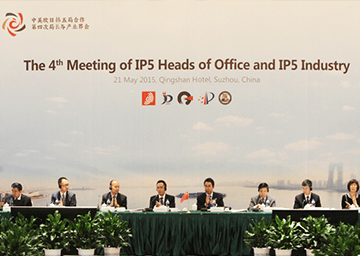 中美欧日韩五局合作
第四次局长与产业界会
The 4th Meeting of IP5 Heads of Office and IP5 Industry
21 May 2015, Qingshan Hotel, Suzhou, China